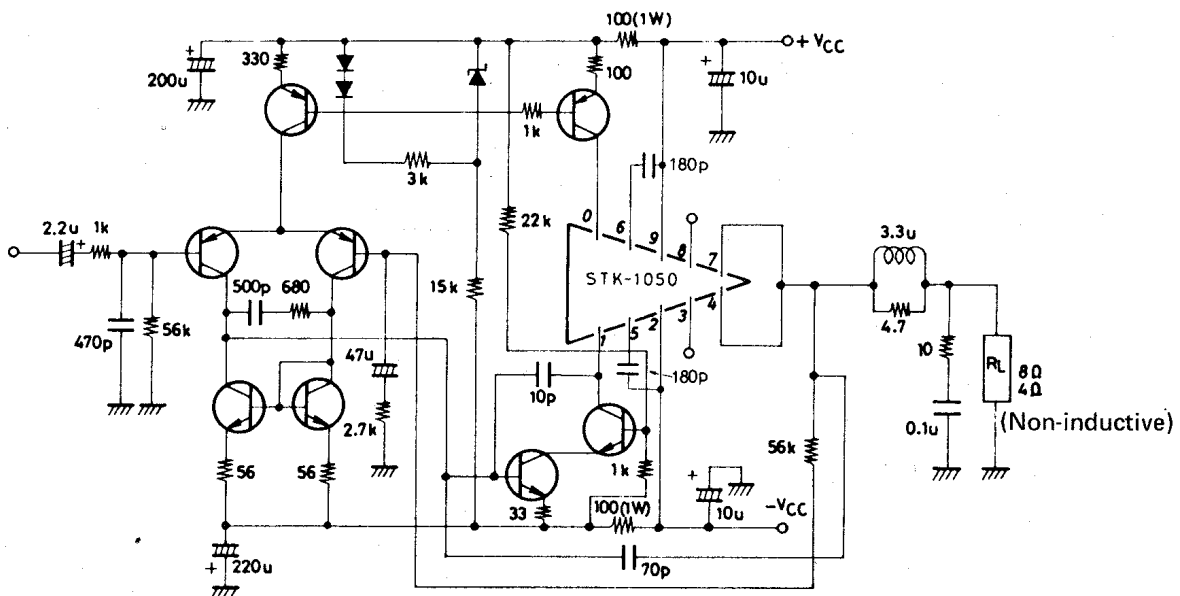 100(1W)
+ VCC
+
200u
330
100
+
10u
1k
3k
180p
22k
0
6
9
8
7
2.2u
+
1k
STK-1050
3.3u
500p
680
15k
4.7
470p
56k
47u
1
5
2
3
4
10
RL
8Ω
4Ω
(Non-inductive)
10p
180p
2.7k
0.1u
56k
56
56
1k
33
100(1W)
+
10u
-VCC
+
220u
70p